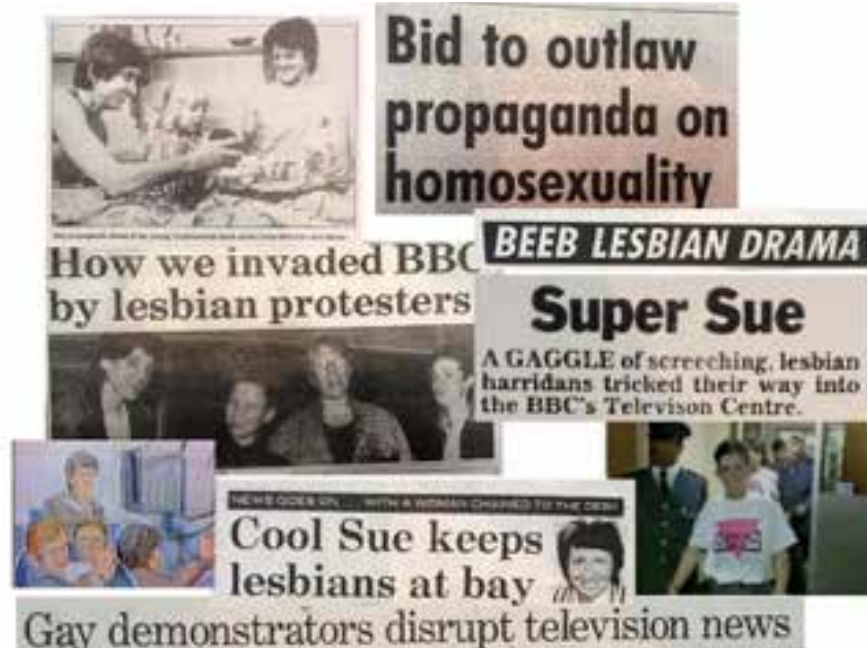 Bid to outlaw
propaganda on
homosexuality
How we invaded BBC
by lesbian protesters
BEEB LESBIAN DRAMA
Super Sue
A GAGGLE of screeching, lesbian
harridans tricked their way into
the BBC's Televison Centre.
NEWS GOES ON . . . WITH A WOMAN CHAINED TO THE DESK
Cool Sue keeps
lesbians at bay
Gay demonstrators disrupt television news